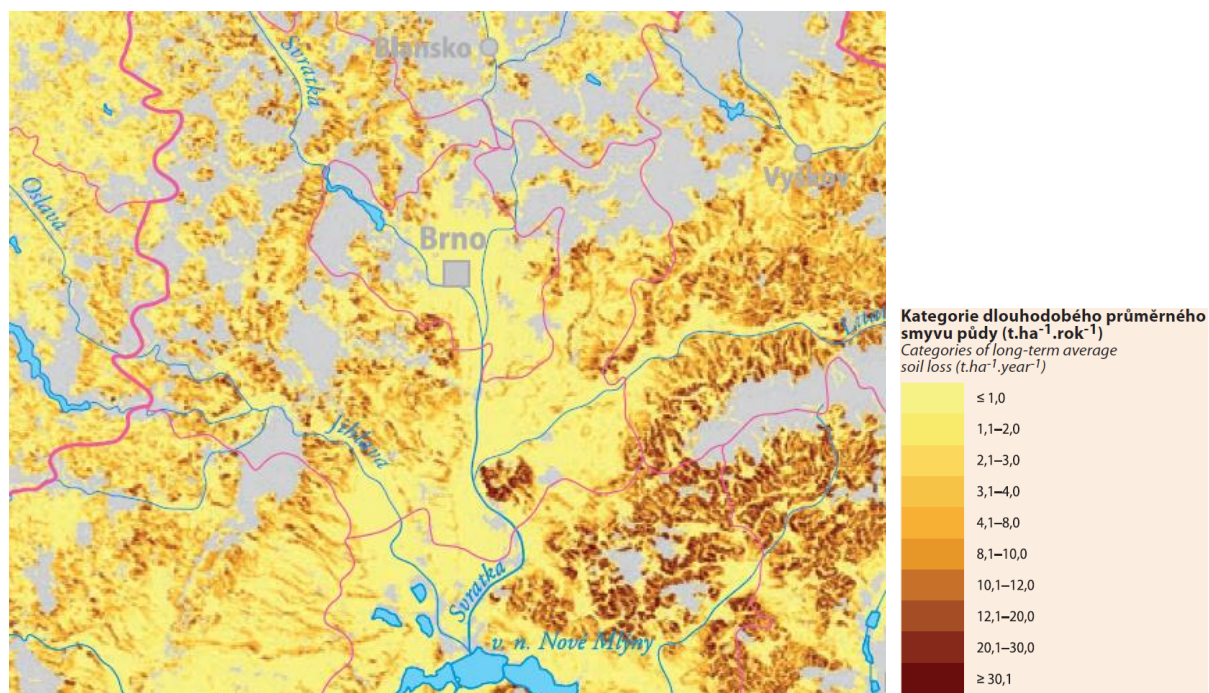 Svratka
Blansko
Vyškov
Oslava
Brno
Jihlava
Svratka
v. n. Nové Mlýny
Kategorie dlouhodobého průměrného
smyvu půdy (t.ha⁻¹.rok⁻¹)
Categories of long-term average
soil loss (t.ha⁻¹.year⁻¹)
≤ 1,0
1,1–2,0
2,1–3,0
3,1–4,0
4,1–8,0
8,1–10,0
10,1–12,0
12,1–20,0
20,1–30,0
≥ 30,1